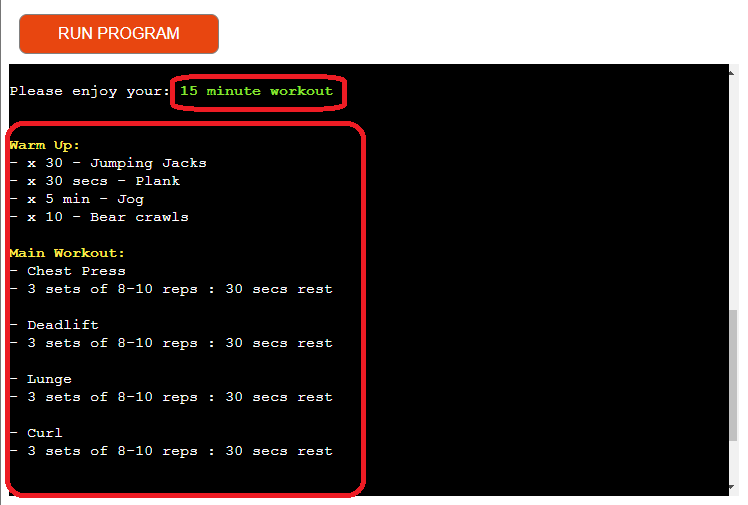 RUN PROGRAM
Please enjoy your: 15 minute workout
Warm Up:
- x 30 - Jumping Jacks
- x 30 secs - Plank
- x 5 min - Jog
- x 10 - Bear crawls
Main Workout:
- Chest Press
- 3 sets of 8-10 reps : 30 secs rest
- Deadlift
- 3 sets of 8-10 reps : 30 secs rest
- Lunge
- 3 sets of 8-10 reps : 30 secs rest
- Curl
- 3 sets of 8-10 reps : 30 secs rest